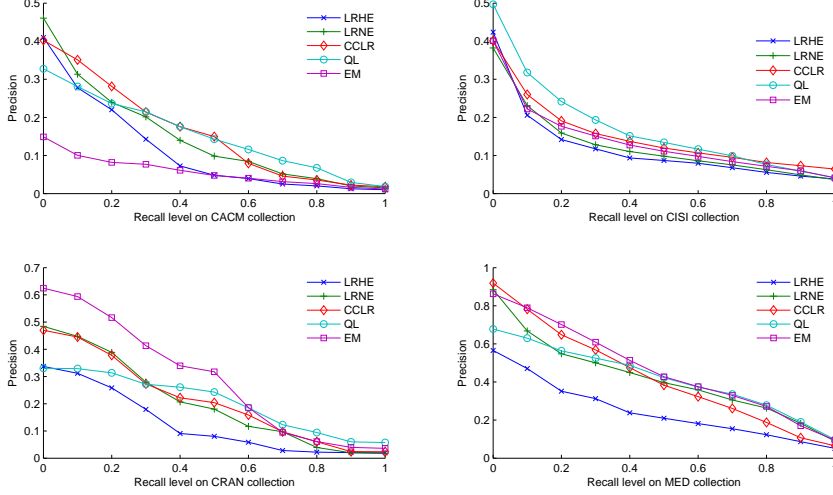 0.5
0.4
0.3
0.2
0.1
0
Precision
LRHE
LRNE
CCLR
QL
EM
0 0.2 0.4 0.6 0.8 1
Recall level on CACM collection
0.5
0.4
0.3
0.2
0.1
0
Precision
LRHE
LRNE
CCLR
QL
EM
0 0.2 0.4 0.6 0.8
Recall level on CISI collection
0.7
0.6
0.5
0.4
0.3
0.2
0.1
0
Precision
LRHE
LRNE
CCLR
QL
EM
0 0.2 0.4 0.6 0.8 1
Recall level on CRAN collection
1
0.8
0.6
0.4
0.2
0
Precision
LRHE
LRNE
CCLR
QL
EM
0 0.2 0.4 0.6 0.8
Recall level on MED collection